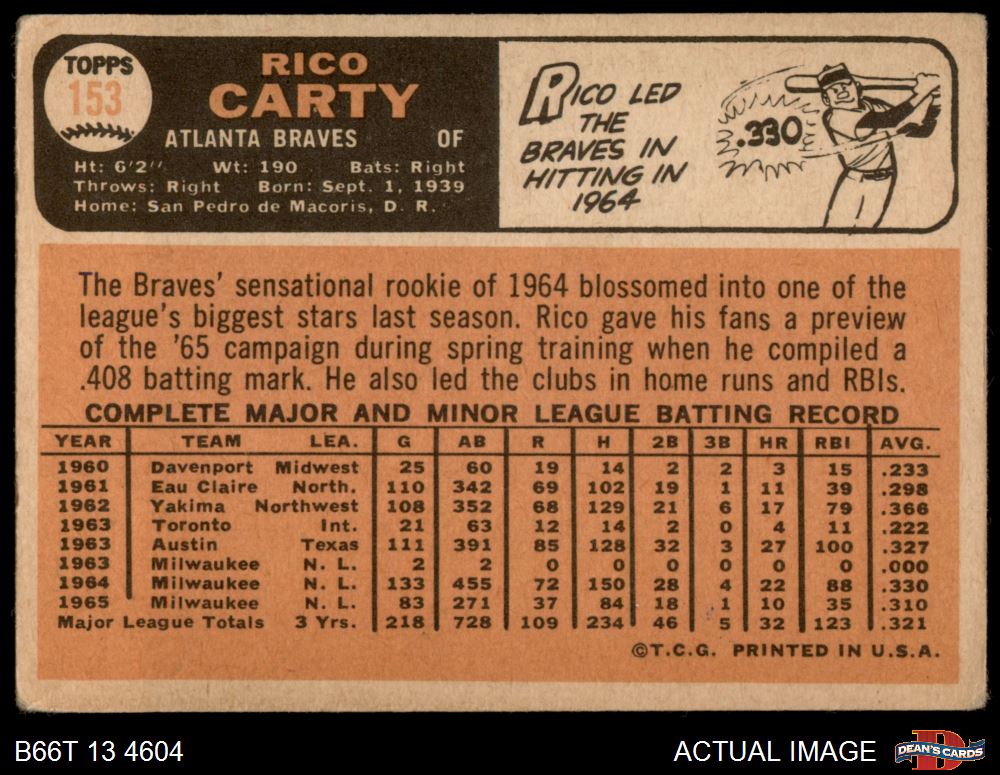 TOPPS
153
RICO
CARTY
ATLANTA BRAVES OF
Ht: 6'2" Wt: 190 Bats: Right
Throws: Right Born: Sept. 1, 1939
Home: San Pedro de Macoris, D. R.
RICO LED
THE
BRAVES IN
HITTING IN
1964
.330
The Braves' sensational rookie of 1964 blossomed into one of the
league's biggest stars last season. Rico gave his fans a preview
of the '65 campaign during spring training when he compiled a
.408 batting mark. He also led the clubs in home runs and RBIs.
COMPLETE MAJOR AND MINOR LEAGUE BATTING RECORD
YEAR TEAM LEA. G AB R H 2B 3B HR RBI AVG.
1960 Davenport Midwest 25 60 19 14 2 2 3 15 .233
1961 Eau Claire North. 110 342 69 102 19 1 11 39 .298
1962 Yakima Northwest 108 352 68 129 21 6 17 79 .366
1963 Toronto Int. 21 63 12 14 2 0 4 11 .222
1963 Austin Texas 111 391 85 128 32 3 27 100 .327
1963 Milwaukee N. L. 2 2 0 0 0 0 0 0 .000
1964 Milwaukee N. L. 133 455 72 150 28 4 22 88 .330
1965 Milwaukee N. L. 83 271 37 84 18 1 10 35 .310
Major League Totals 3 Yrs. 218 728 109 234 46 5 32 123 .321
©T.C.G. PRINTED IN U.S.A.
B66T 13 4604
ACTUAL IMAGE
D
DEAN'S CARDS